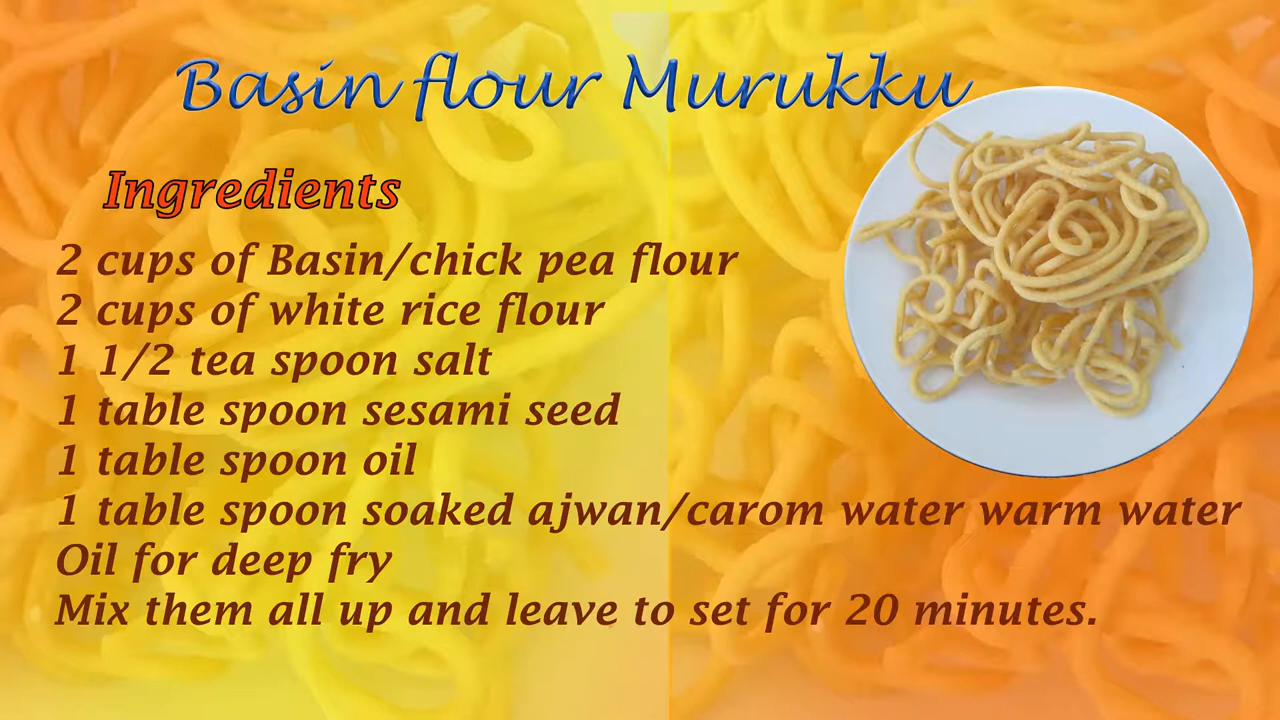 Basin flour Murukku
Ingredients
2 cups of Basin/chick pea flour
2 cups of white rice flour
1 1/2 tea spoon salt
1 table spoon sesami seed
1 table spoon oil
1 table spoon soaked ajwan/carom water warm water
Oil for deep fry
Mix them all up and leave to set for 20 minutes.